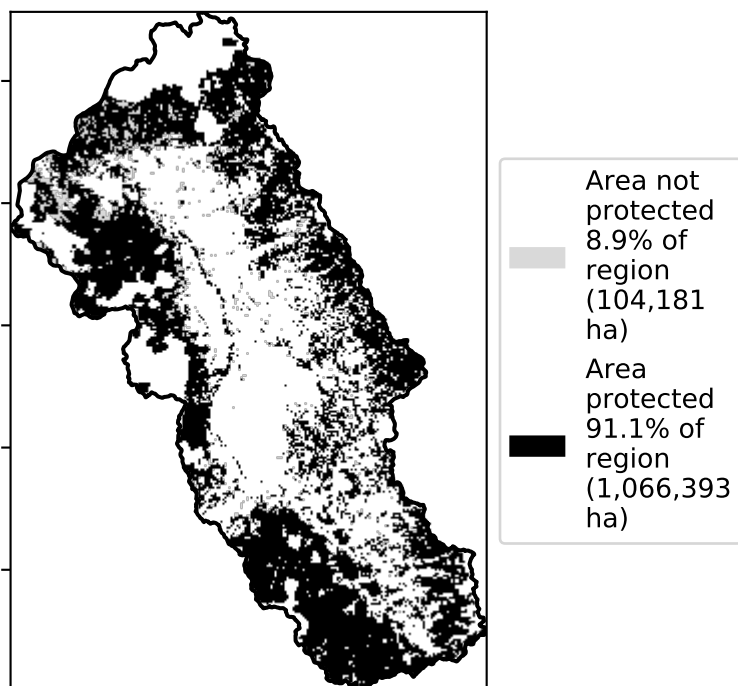 Area not
protected
8.9% of
region
(104,181
ha)
Area
protected
91.1% of
region
(1,066,393
ha)